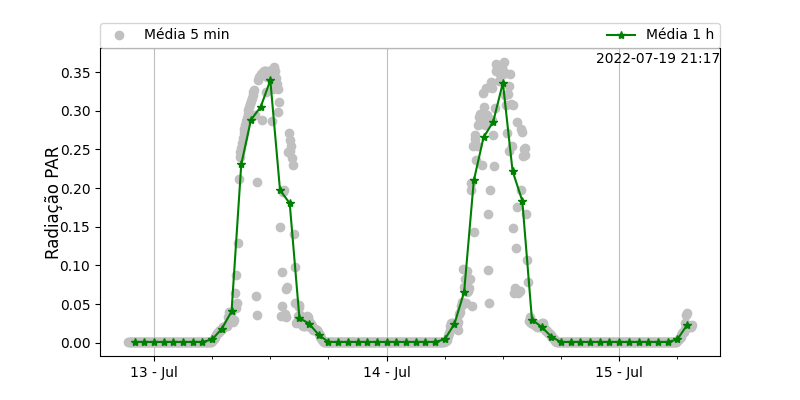 Média 5 min
Média 1 h
2022-07-19 21:17
Radiação PAR
0.35
0.30
0.25
0.20
0.15
0.10
0.05
0.00
13 - Jul
14 - Jul
15 - Jul